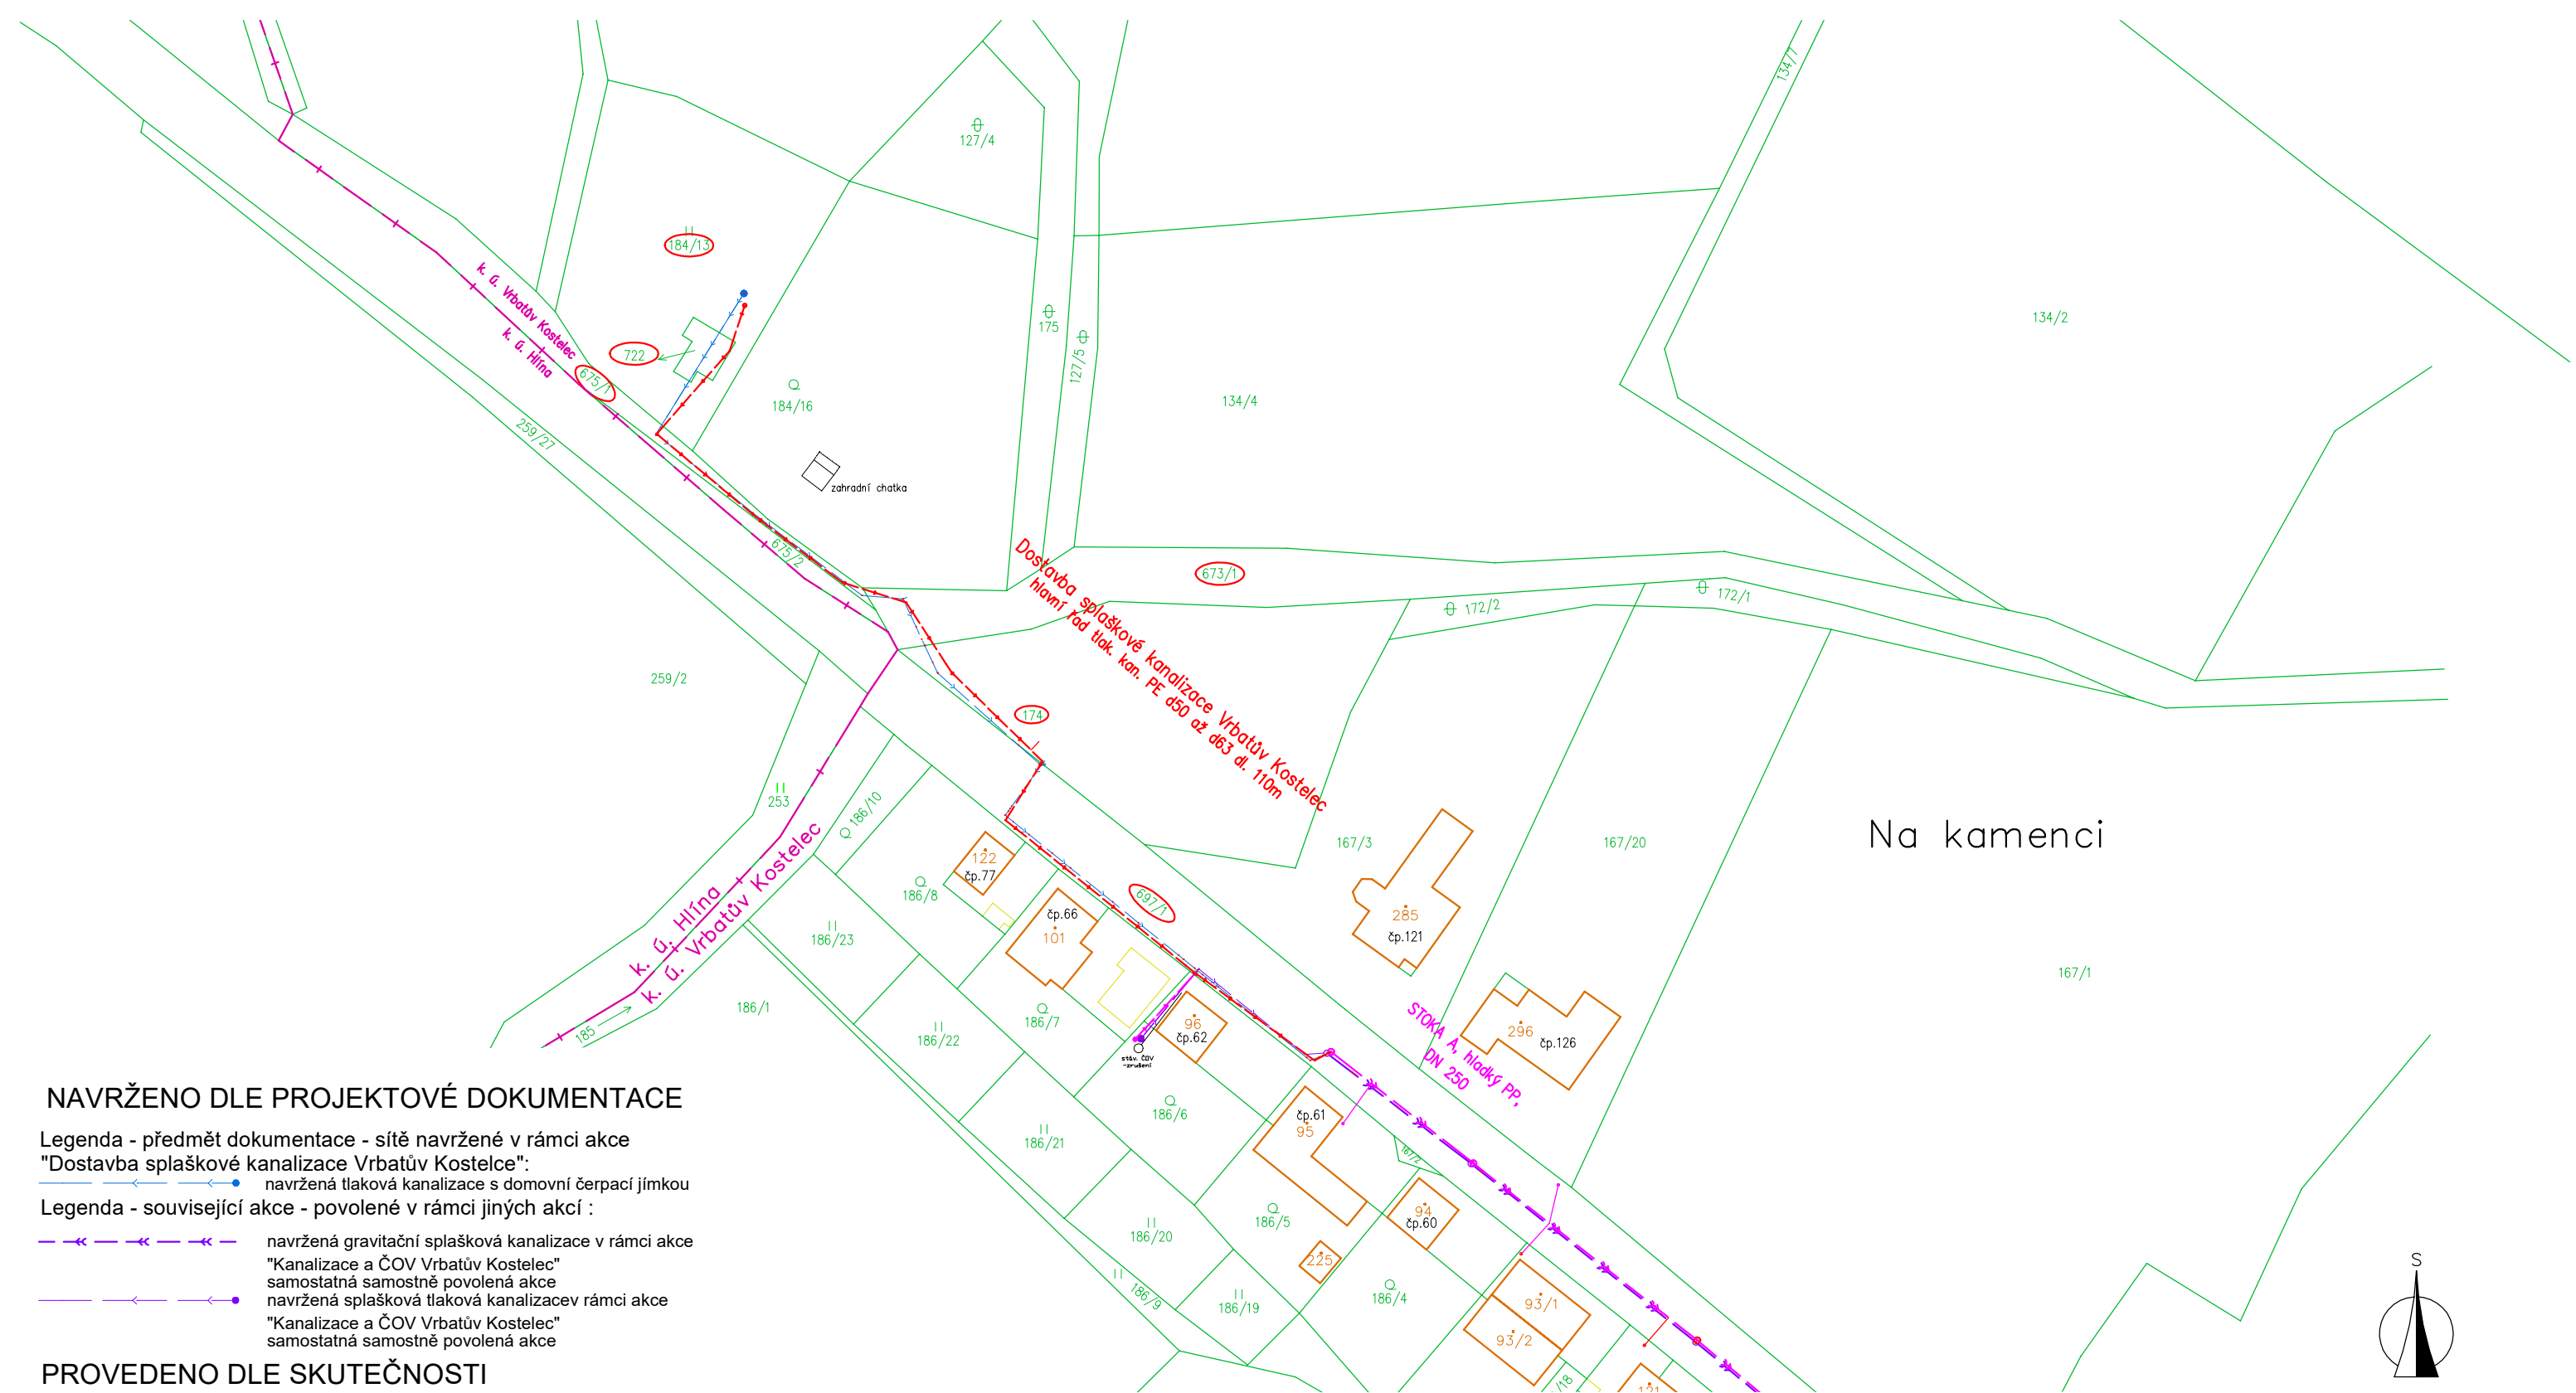 134/7
127/4
184/13
k. ú. Vrbatův Kostelec
k. ú. Hlína
722
675/1
175
127/5
134/2
184/16
134/4
259/27
zahradní chatka
675/2
673/1
172/2
172/1
Dostavba splaškové kanalizace Vrbatův Kostelec
hlavní řad tlak. kan. PE d50 až d63 dl. 110m
259/2
174
253
186/10
167/3
167/20
Na kamenci
122
čp.77
186/8
697/1
čp.66
101
285
čp.121
k. ú. Hlína
k. ú. Vrbatův Kostelec
186/23
167/1
186/1
185
186/7
186/22
96
čp.62
stáv. ČOV
-zrušení
STOKA A, hladký PP,
DN 250
296
čp.126
NAVRŽENO DLE PROJEKTOVÉ DOKUMENTACE
186/6
čp.61
95
186/21
167/2
Legenda - předmět dokumentace - sítě navržené v rámci akce
"Dostavba splaškové kanalizace Vrbatův Kostelce":
navržená tlaková kanalizace s domovní čerpací jímkou
Legenda - související akce - povolené v rámci jiných akcí :
94
čp.60
186/5
186/20
225
navržená gravitační splašková kanalizace v rámci akce
"Kanalizace a ČOV Vrbatův Kostelec"
samostatná samostně povolená akce
navržená splašková tlaková kanalizacev rámci akce
"Kanalizace a ČOV Vrbatův Kostelec"
samostatná samostně povolená akce
186/9
186/19
186/4
93/1
93/2
S
PROVEDENO DLE SKUTEČNOSTI
/18
121